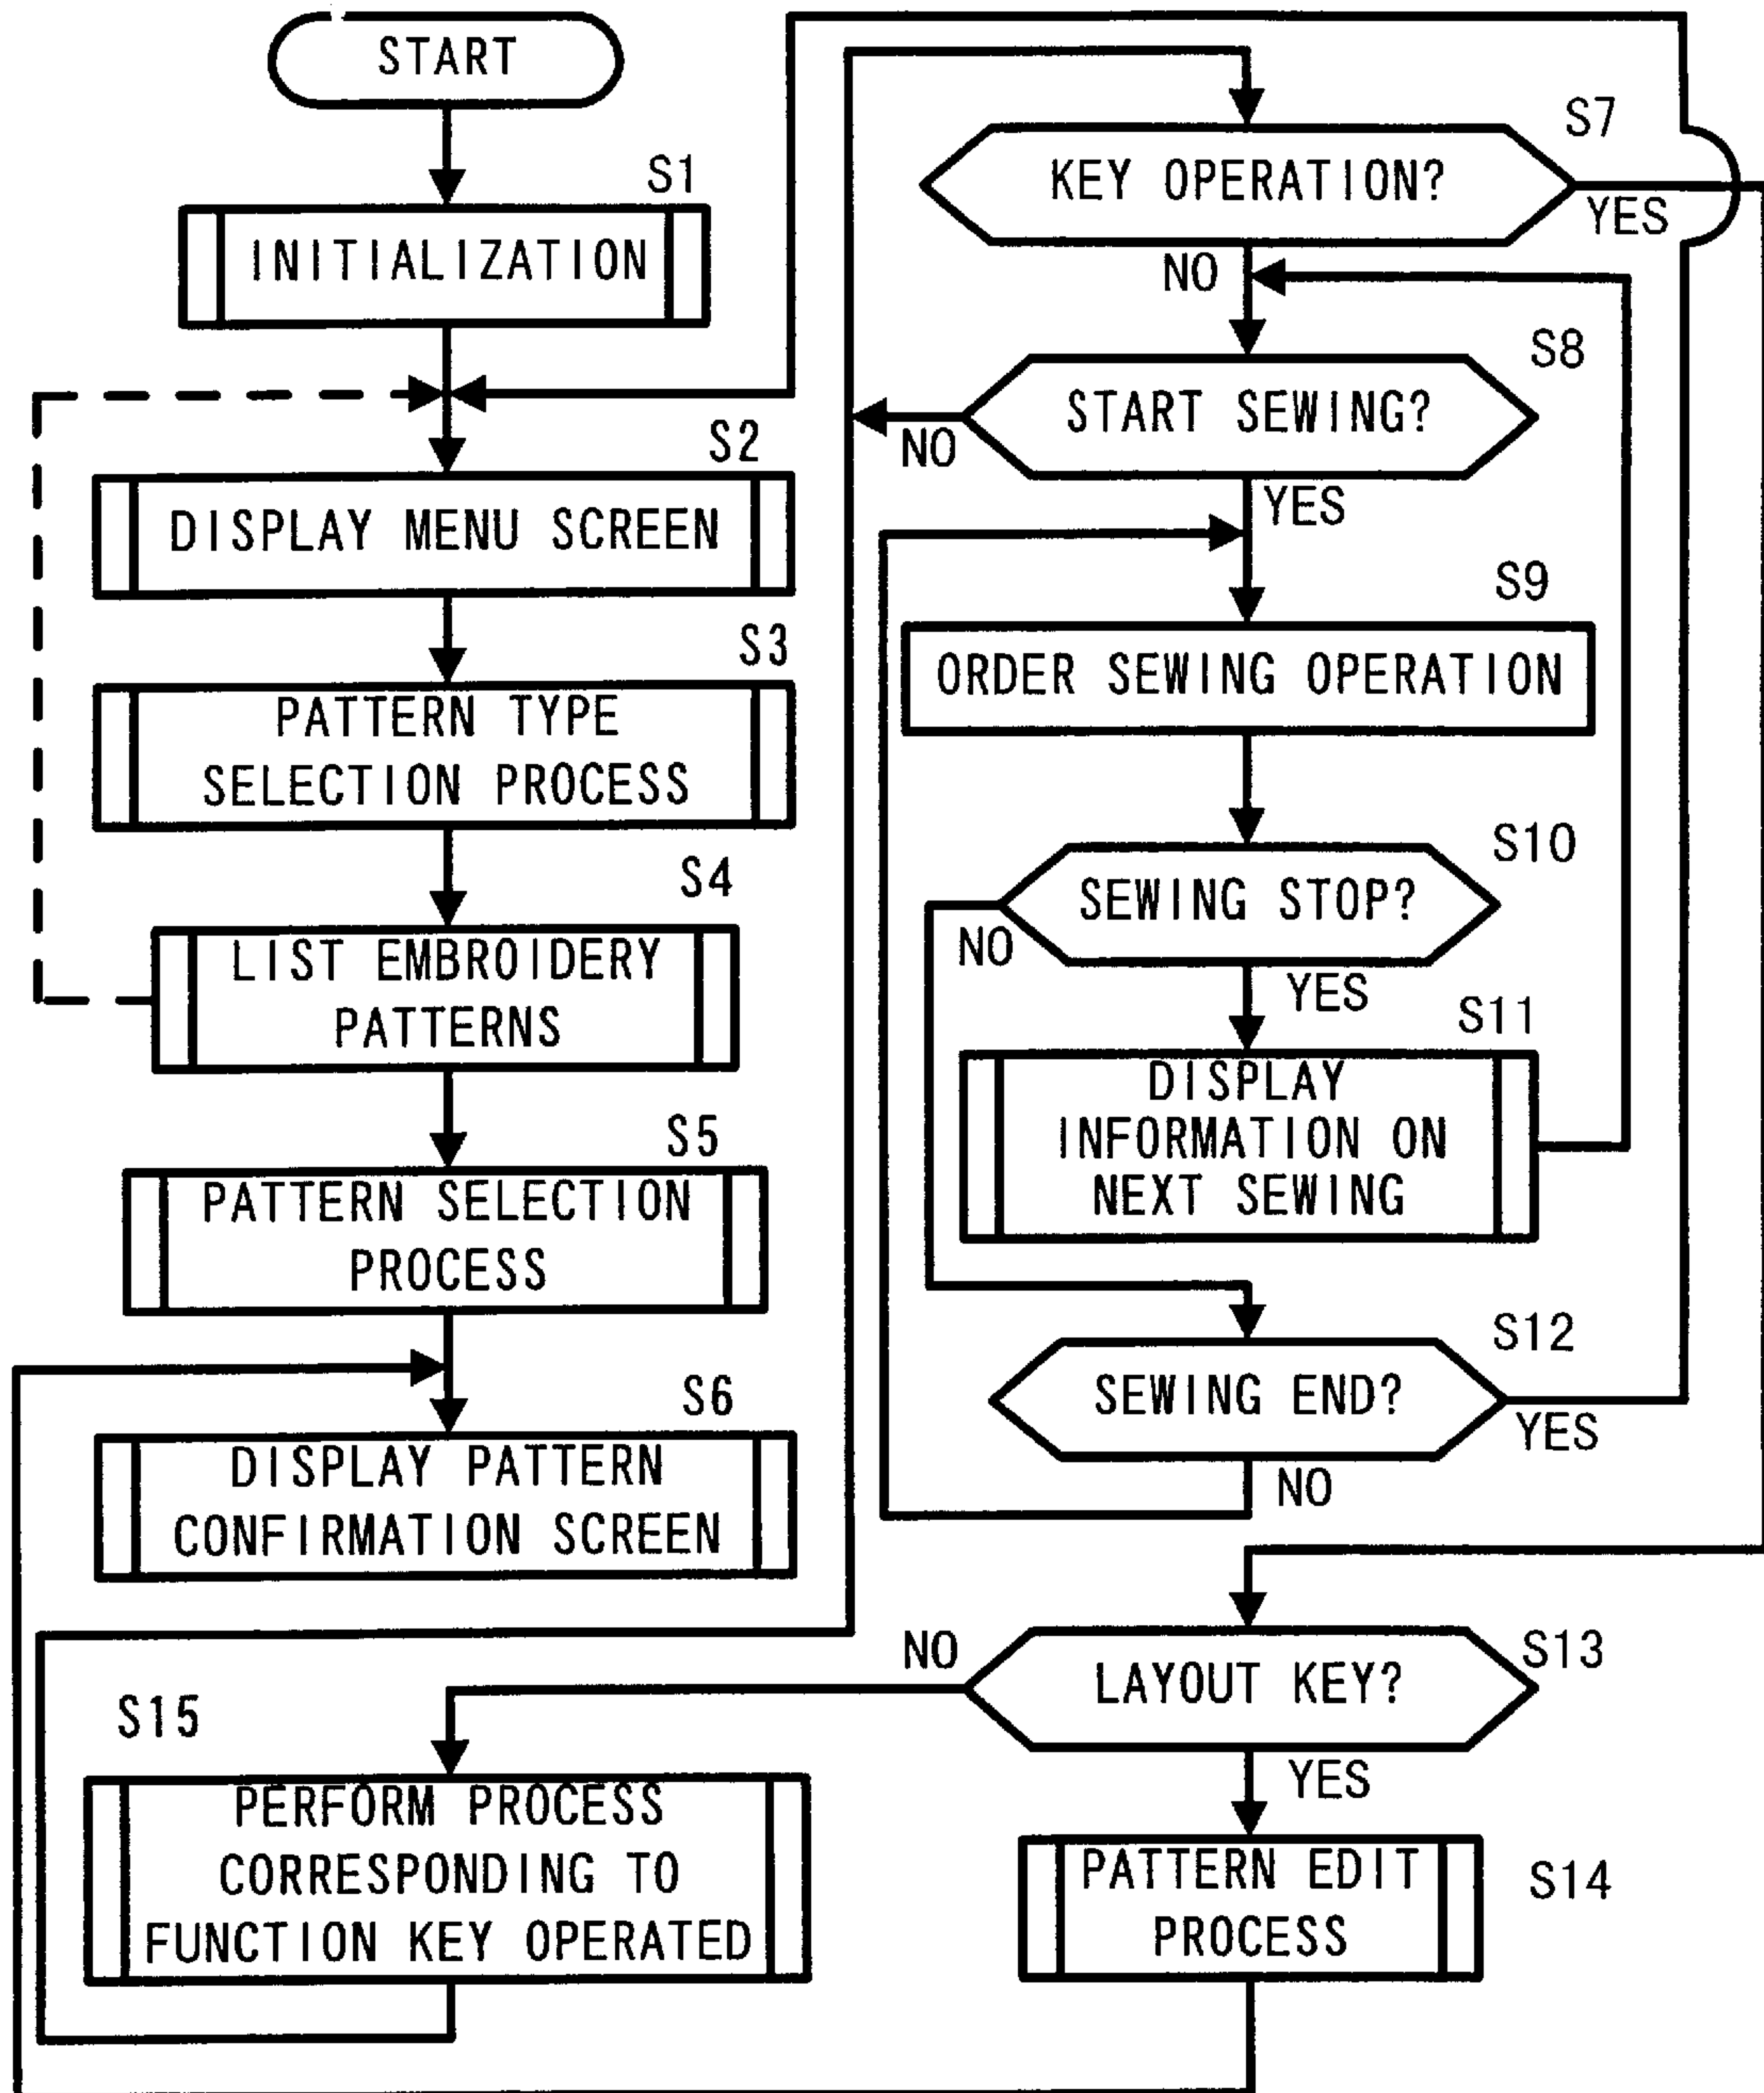 START
S1
INITIALIZATION
S2
DISPLAY MENU SCREEN
S3
PATTERN TYPE
SELECTION PROCESS
S4
LIST EMBROIDERY
PATTERNS
S5
PATTERN SELECTION
PROCESS
S6
DISPLAY PATTERN
CONFIRMATION SCREEN
S7
KEY OPERATION?
YES
NO
S8
START SEWING?
NO
YES
S9
ORDER SEWING OPERATION
S10
SEWING STOP?
NO
YES
S11
DISPLAY
INFORMATION ON
NEXT SEWING
S12
SEWING END?
YES
NO
S13
NO
LAYOUT KEY?
YES
S14
PATTERN EDIT
PROCESS
S15
PERFORM PROCESS
CORRESPONDING TO
FUNCTION KEY OPERATED